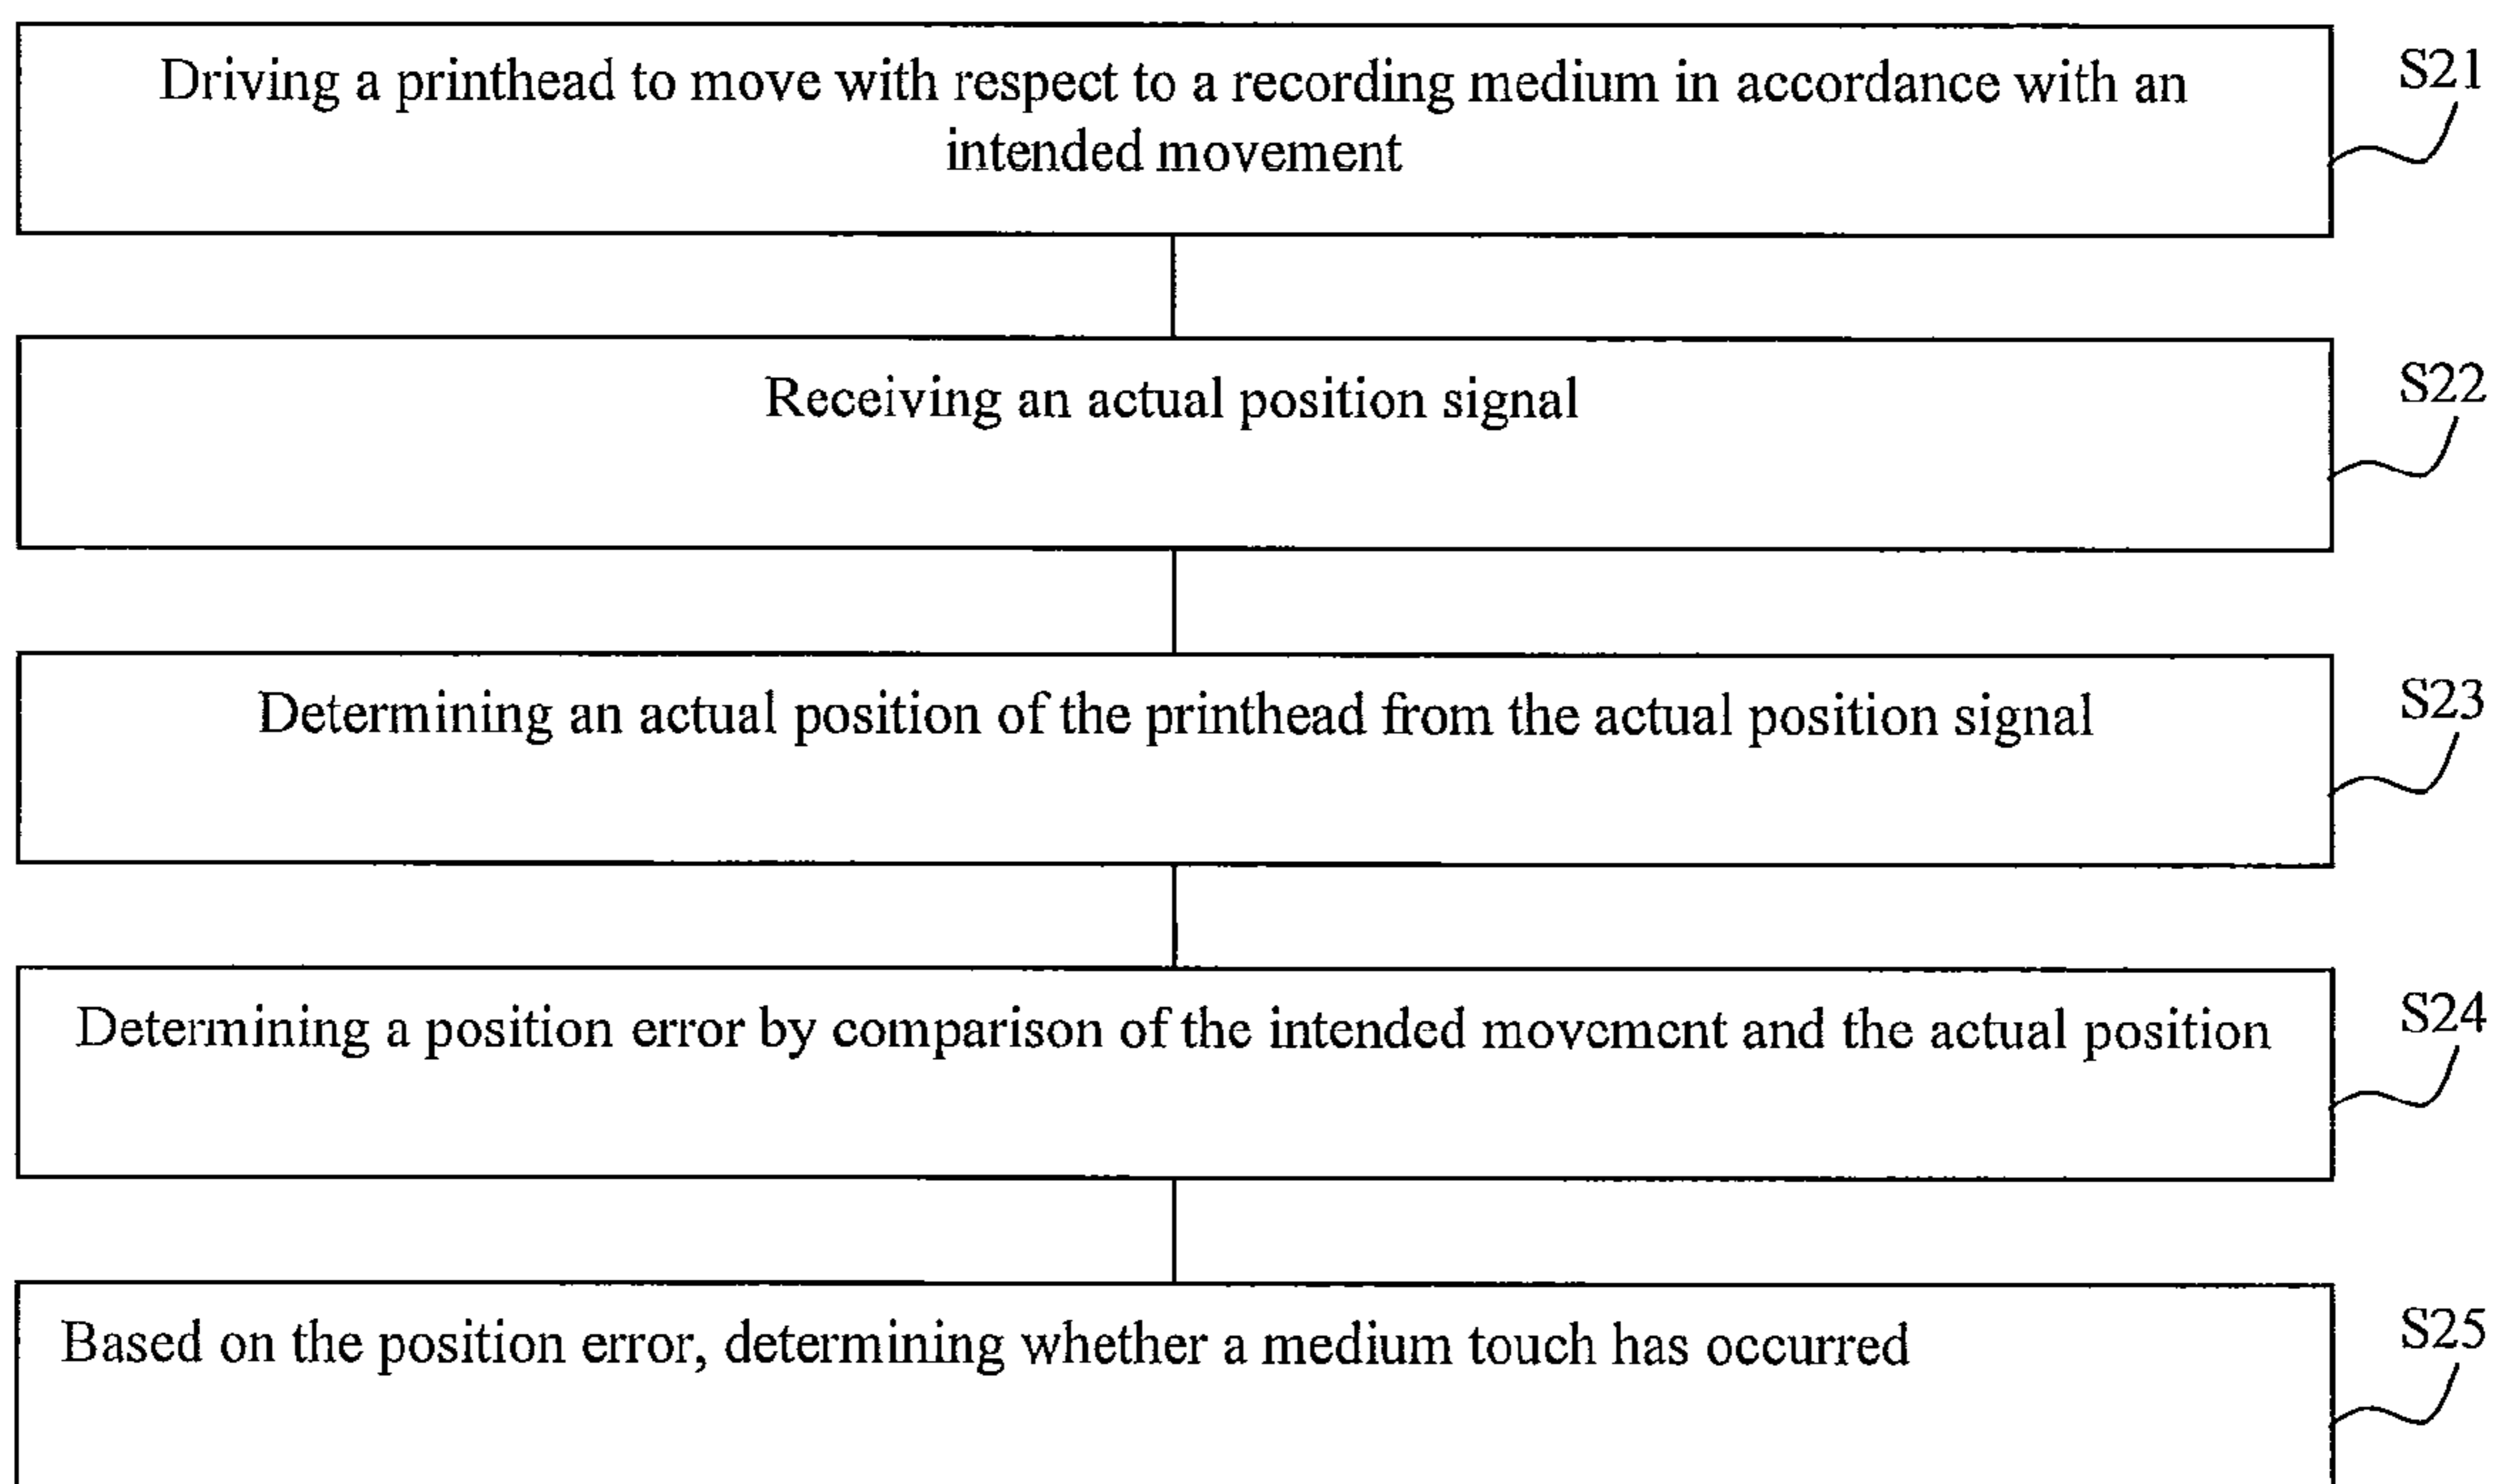 Driving a printhead to move with respect to a recording medium in accordance with an
intended movement
S21
Receiving an actual position signal
S22
Determining an actual position of the printhead from the actual position signal
S23
Determining a position error by comparison of the intended movement and the actual position
S24
Based on the position error, determining whether a medium touch has occurred
S25